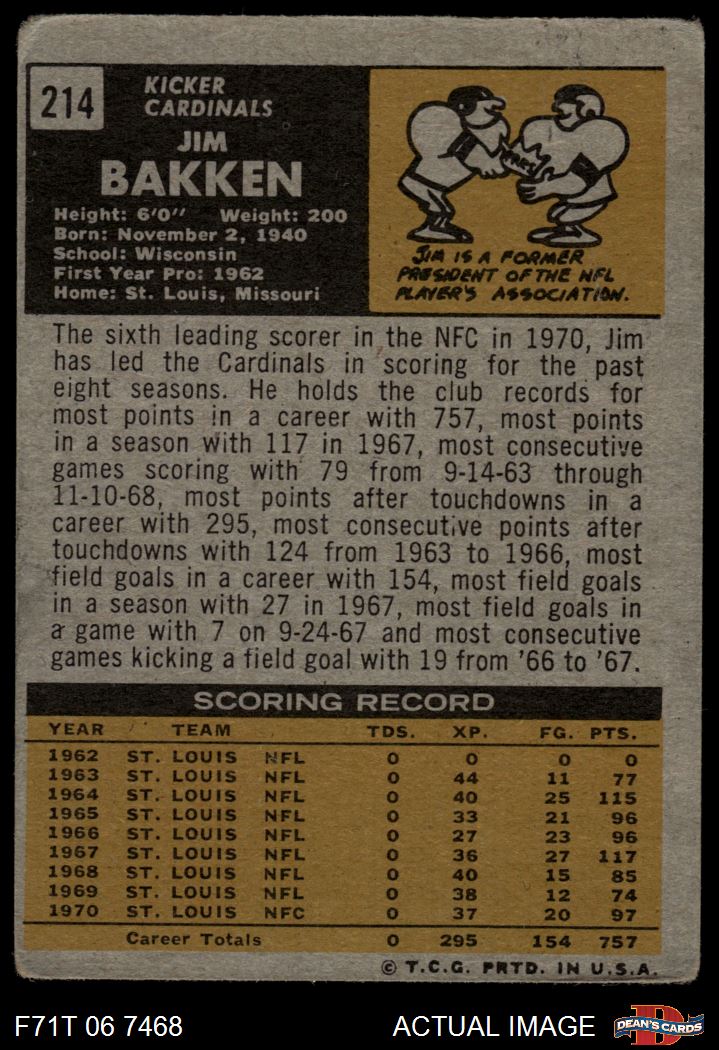 214
KICKER
CARDINALS
JIM
BAKKEN
Height: 6'0" Weight: 200
Born: November 2, 1940
School: Wisconsin
First Year Pro: 1962
Home: St. Louis, Missouri
JIM IS A FORMER
PRESIDENT OF THE NFL
PLAYER'S ASSOCIATION.
The sixth leading scorer in the NFC in 1970, Jim
has led the Cardinals in scoring for the past
eight seasons. He holds the club records for
most points in a career with 757, most points
in a season with 117 in 1967, most consecutive
games scoring with 79 from 9-14-63 through
11-10-68, most points after touchdowns in a
career with 295, most consecutive points after
touchdowns with 124 from 1963 to 1966, most
field goals in a career with 154, most field goals
in a season with 27 in 1967, most field goals in
a game with 7 on 9-24-67 and most consecutive
games kicking a field goal with 19 from '66 to '67.
SCORING RECORD
YEAR TEAM TDS. XP. FG. PTS.
1962 ST. LOUIS NFL 0 0 0 0
1963 ST. LOUIS NFL 0 44 11 77
1964 ST. LOUIS NFL 0 40 25 115
1965 ST. LOUIS NFL 0 33 21 96
1966 ST. LOUIS NFL 0 27 23 96
1967 ST. LOUIS NFL 0 36 27 117
1968 ST. LOUIS NFL 0 40 15 85
1969 ST. LOUIS NFL 0 38 12 74
1970 ST. LOUIS NFC 0 37 20 97
Career Totals 0 295 154 757
© T.C.G. PRTD. IN U.S.A.
F71T 06 7468 ACTUAL IMAGE
D
DEAN'S CARDS